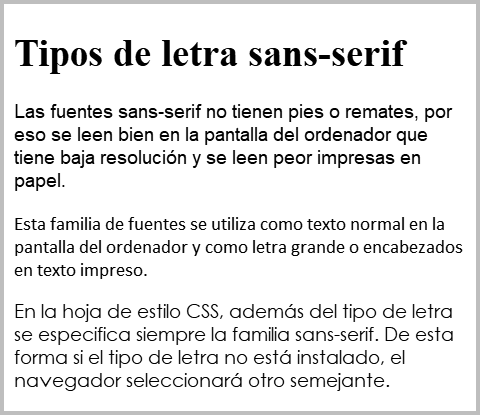 Tipos de letra sans-serif
Las fuentes sans-serif no tienen pies o remates, por
eso se leen bien en la pantalla del ordenador que
tiene baja resolución y se leen peor impresas en
papel.
Esta familia de fuentes se utiliza como texto normal en la
pantalla del ordenador y como letra grande o encabezados
en texto impreso.
En la hoja de estilo CSS, además del tipo de letra
se especifica siempre la familia sans-serif. De esta
forma si el tipo de letra no está instalado, el
navegador seleccionará otro semejante.